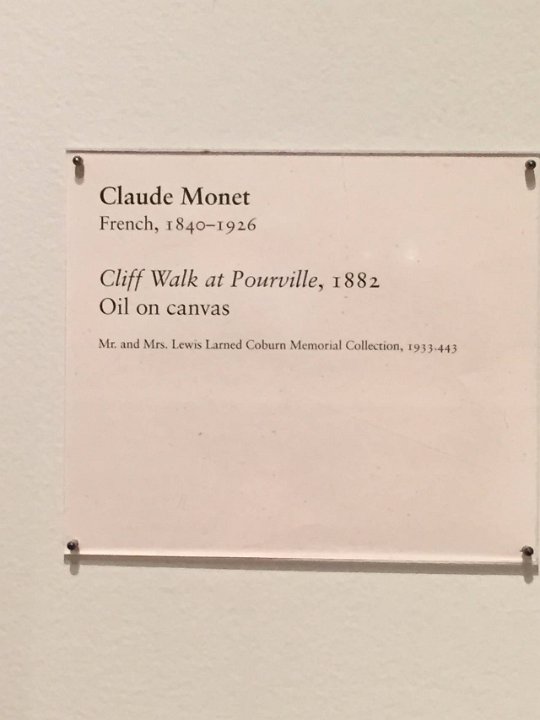 Claude Monet
French, 1840–1926
Cliff Walk at Pourville, 1882
Oil on canvas
Mr. and Mrs. Lewis Larned Coburn Memorial Collection, 1933.443